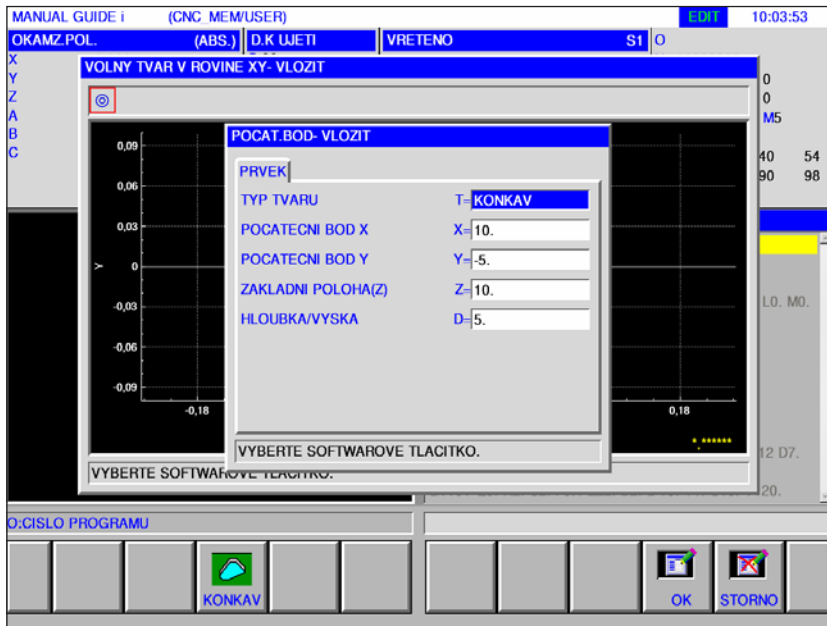 MANUAL GUIDE i (CNC_MEM/USER) EDIT 10:03:53
OKAMZ.POL. (ABS.) D.K UJETI VRETENO S1 O
X
Y 0
Z 0
A M5
B
C 40 54
90 98
VOLNY TVAR V ROVINE XY- VLOZIT
POCAT.BOD- VLOZIT
PRVEK
TYP TVARU T= KONKAV
POCATECNI BOD X X= 10.
POCATECNI BOD Y Y= -5.
ZAKLADNI POLOHA(Z) Z= 10.
HLOUBKA/VYSKA D= 5.
VYBERTE SOFTWAROVE TLACITKO.
0,09
0,06
0,03
Y 0
-0,03
-0,06
-0,09
-0,18 0,18
*.******
L0. M0.
12 D7.
20.
VYBERTE SOFTWAROVE TLACITKO.
O:CISLO PROGRAMU
KONKAV OK STORNO